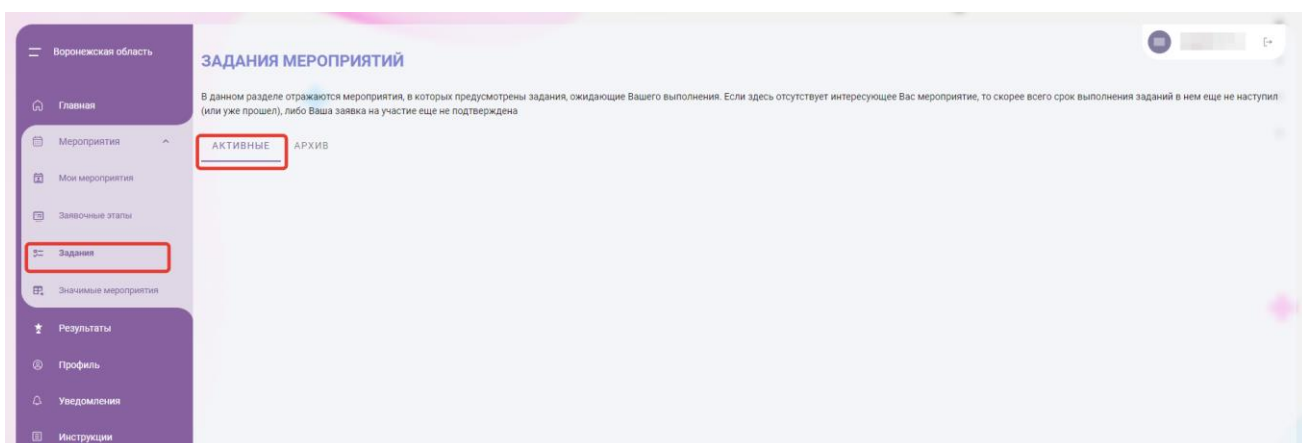 Воронежская область
Главная
Мероприятия
Мои мероприятия
Заявочные этапы
Задания
Значимые мероприятия
Результаты
Профиль
Уведомления
Инструкции
ЗАДАНИЯ МЕРОПРИЯТИЙ
В данном разделе отражаются мероприятия, в которых предусмотрены задания, ожидающие Вашего выполнения. Если здесь отсутствует интересующее Вас мероприятие, то скорее всего срок выполнения заданий в нем еще не наступил
(или уже прошел), либо Ваша заявка на участие еще не подтверждена
АКТИВНЫЕ АРХИВ